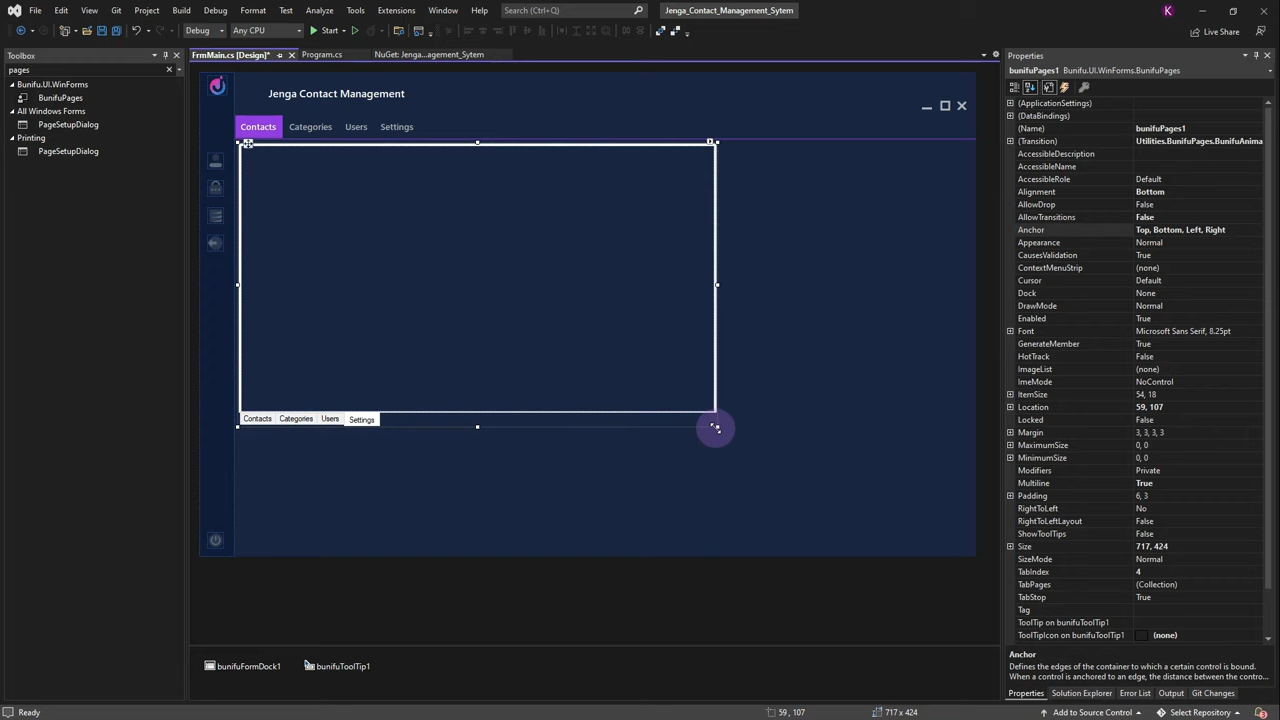 File Edit View Git Project Build Debug Format Test Analyze Tools Extensions Window Help Search (Ctrl+Q) Jenga_Contact_Management_Sytem K
Debug Any CPU Start Live Share
Toolbox
pages
Bunifu.UI.WinForms
BunifuPages
All Windows Forms
PageSetupDialog
Printing
PageSetupDialog
FrmMain.cs [Design]* Program.cs NuGet: Jenga...agement_Sytem
Jenga Contact Management
Contacts Categories Users Settings
Contacts Categories Users Settings
bunifuFormDock1 bunifuToolTip1
Properties
bunifuPages1 Bunifu.UI.WinForms.BunifuPages
(ApplicationSettings)
(DataBindings)
(Name) bunifuPages1
(Transition) Utilities.BunifuPages.BunifuAnima
AccessibleDescription
AccessibleName
AccessibleRole Default
Alignment Bottom
AllowDrop False
AllowTransitions False
Anchor Top, Bottom, Left, Right
Appearance Normal
CausesValidation True
ContextMenuStrip (none)
Cursor Default
Dock None
DrawMode Normal
Enabled True
Font Microsoft Sans Serif, 8.25pt
GenerateMember True
HotTrack False
ImageList (none)
ImeMode NoControl
ItemSize 54, 18
Location 59, 107
Locked False
Margin 3, 3, 3, 3
MaximumSize 0, 0
MinimumSize 0, 0
Modifiers Private
Multiline True
Padding 6, 3
RightToLeft No
RightToLeftLayout False
ShowToolTips False
Size 717, 424
SizeMode Normal
TabIndex 4
TabPages (Collection)
TabStop True
Tag
ToolTip on bunifuToolTip1
ToolTipIcon on bunifuToolTip1 (none)
Anchor
Defines the edges of the container to which a certain control is bound.
When a control is anchored to an edge, the distance between the contro...
Properties Solution Explorer Error List Output Git Changes
Ready 59 , 107 717 x 424 Add to Source Control Select Repository 3